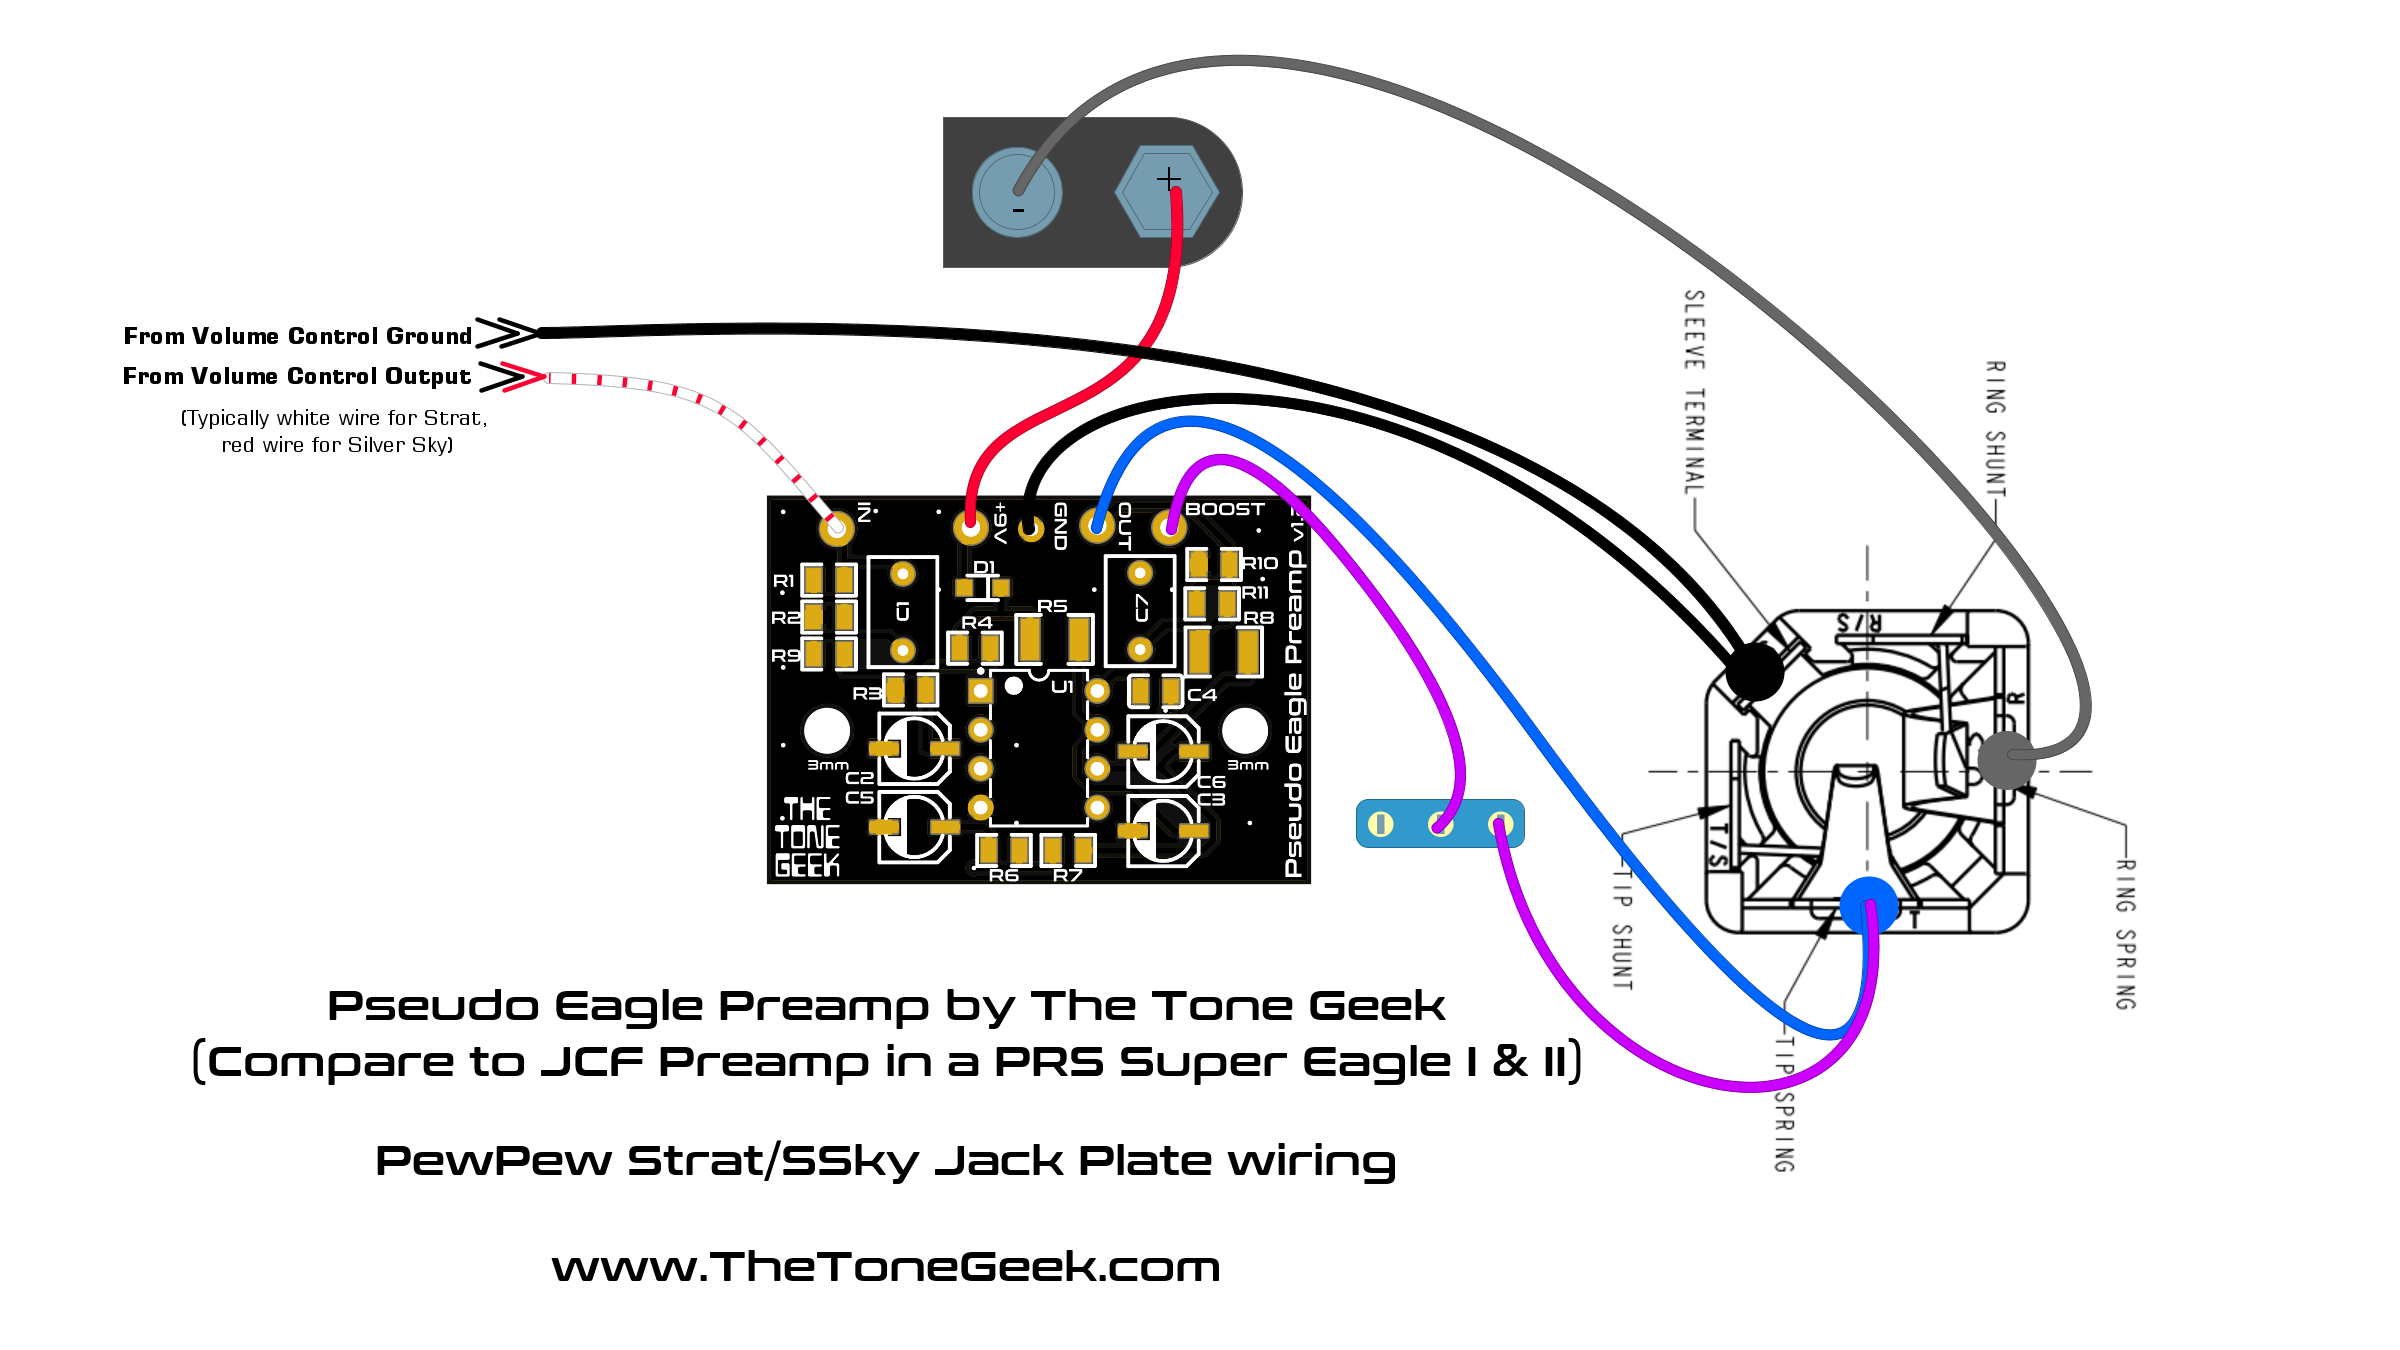 +
-
From Volume Control Ground
From Volume Control Output
(Typically white wire for Strat,
red wire for Silver Sky)
SLEEVE TERMINAL
RING SHUNT
IN
+9V
GND
OUT
BOOST
R1
R2
R9
C1
D1
R4
R5
C7
R10
R11
R8
R3
U1
C4
3mm
3mm
C2
C5
C6
C3
R6
R7
.THE
TONE
GEEK
Pseudo Eagle Preamp
R/S
R
T/S
T
TIP SHUNT
RING SPRING
TIP SPRING
Pseudo Eagle Preamp by The Tone Geek
(Compare to JCF Preamp in a PRS Super Eagle I & II)
PewPew Strat/SSky Jack Plate wiring
www.TheToneGeek.com